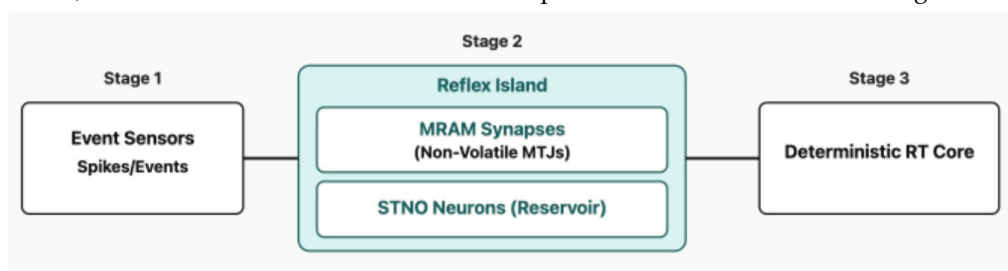 Stage 1
Event Sensors
Spikes/Events
Stage 2
Reflex Island
MRAM Synapses
(Non-Volatile MTJs)
STNO Neurons (Reservoir)
Stage 3
Deterministic RT Core